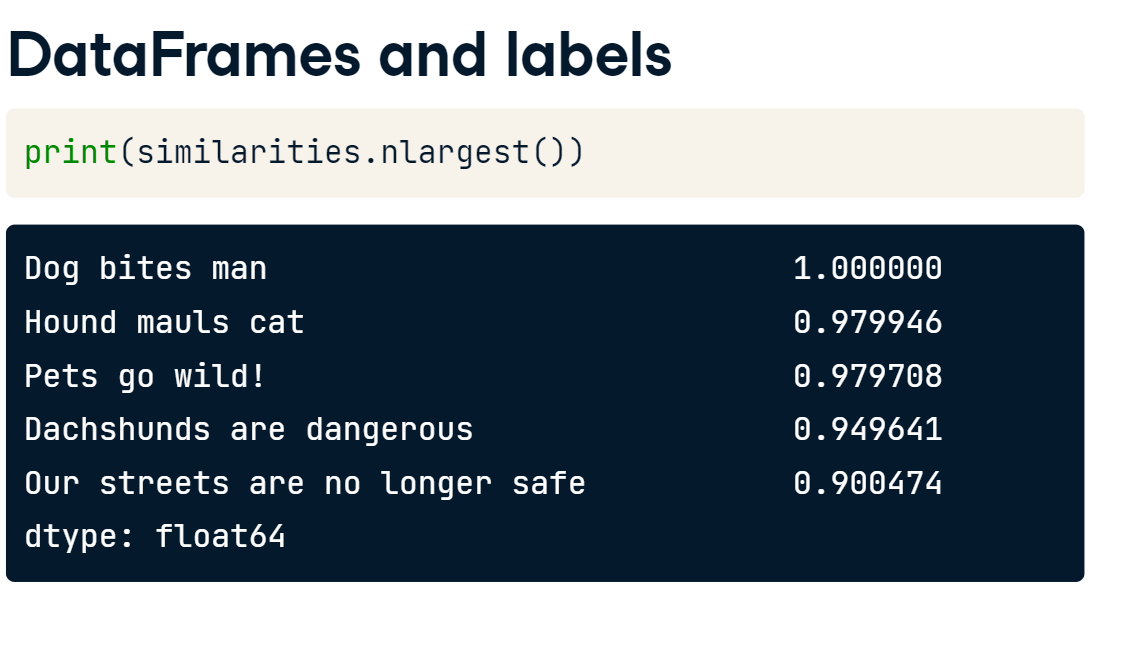 DataFrames and labels
print(similarities.nlargest())
Dog bites man 1.000000
Hound mauls cat 0.979946
Pets go wild! 0.979708
Dachshunds are dangerous 0.949641
Our streets are no longer safe 0.900474
dtype: float64